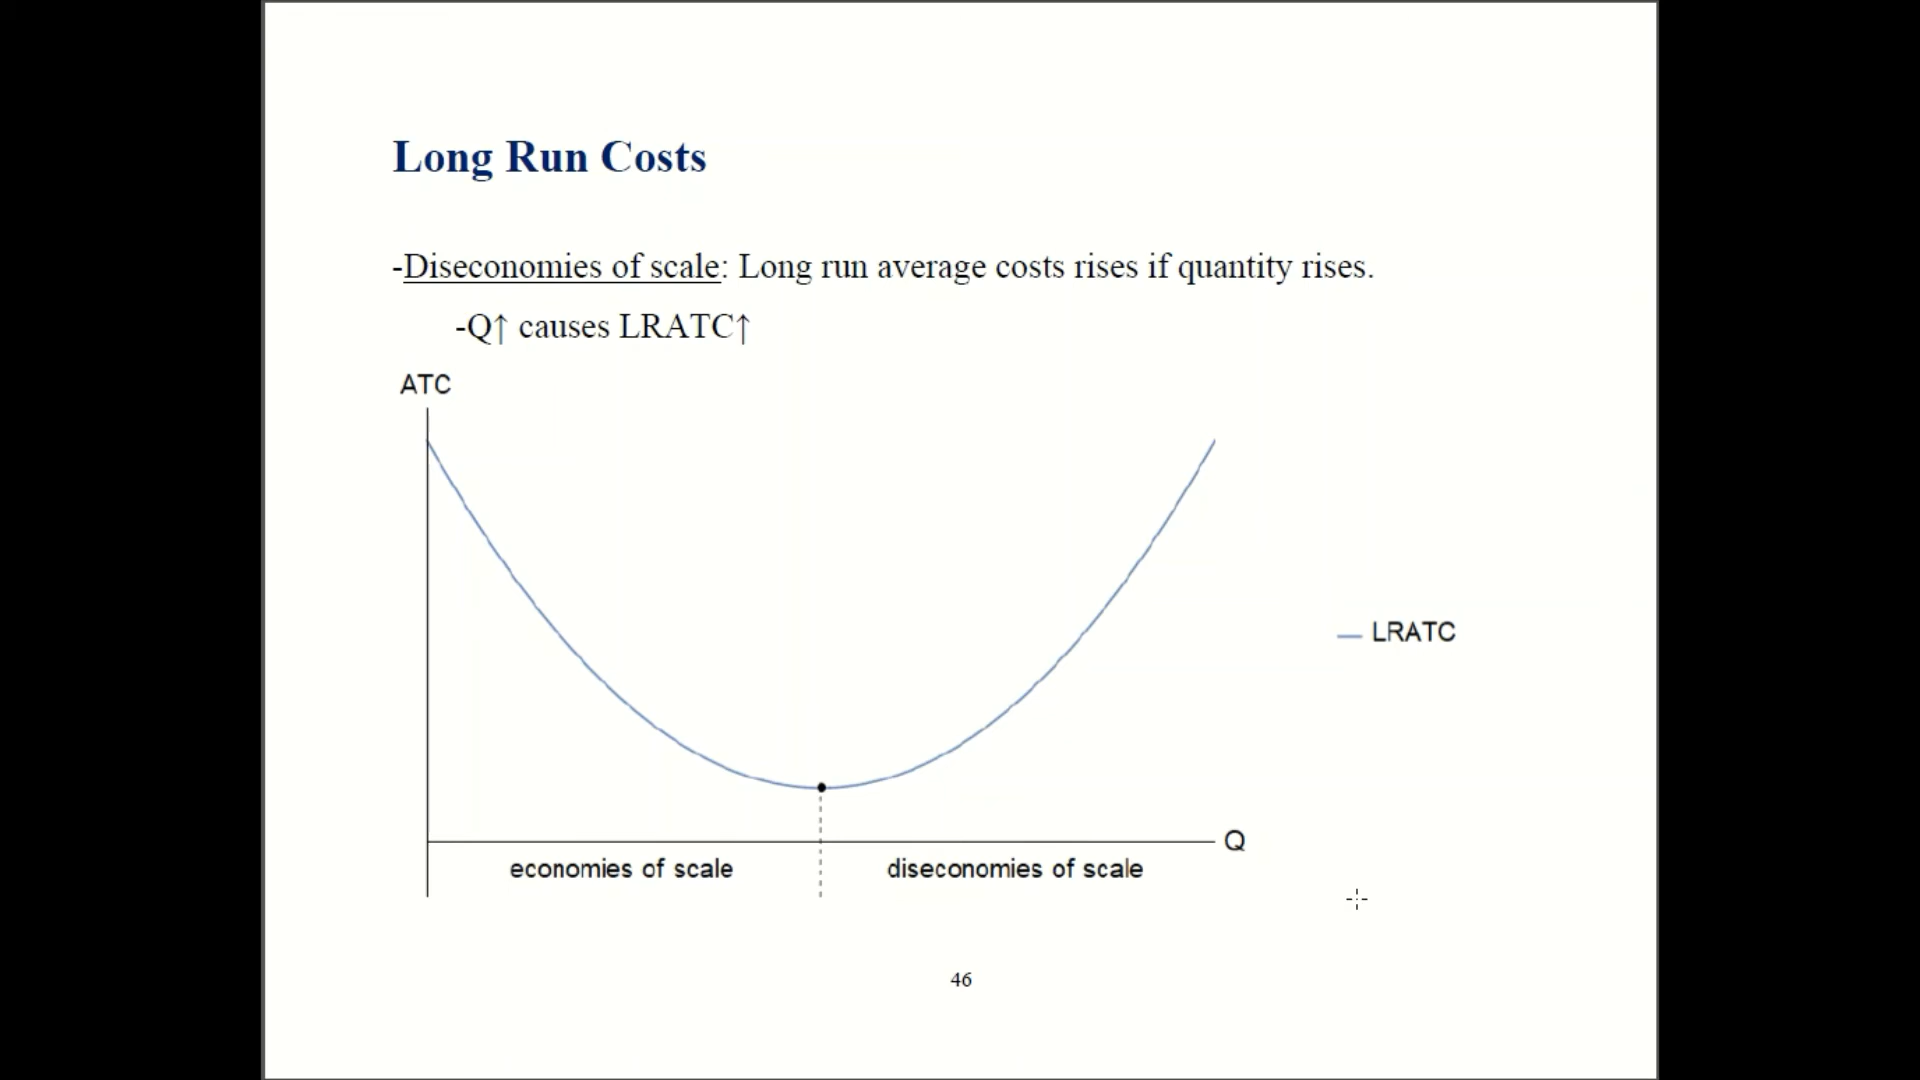 Long Run Costs
-Diseconomies of scale: Long run average costs rises if quantity rises.
-Q↑ causes LRATC↑
ATC
LRATC
Q
economies of scale
diseconomies of scale
46